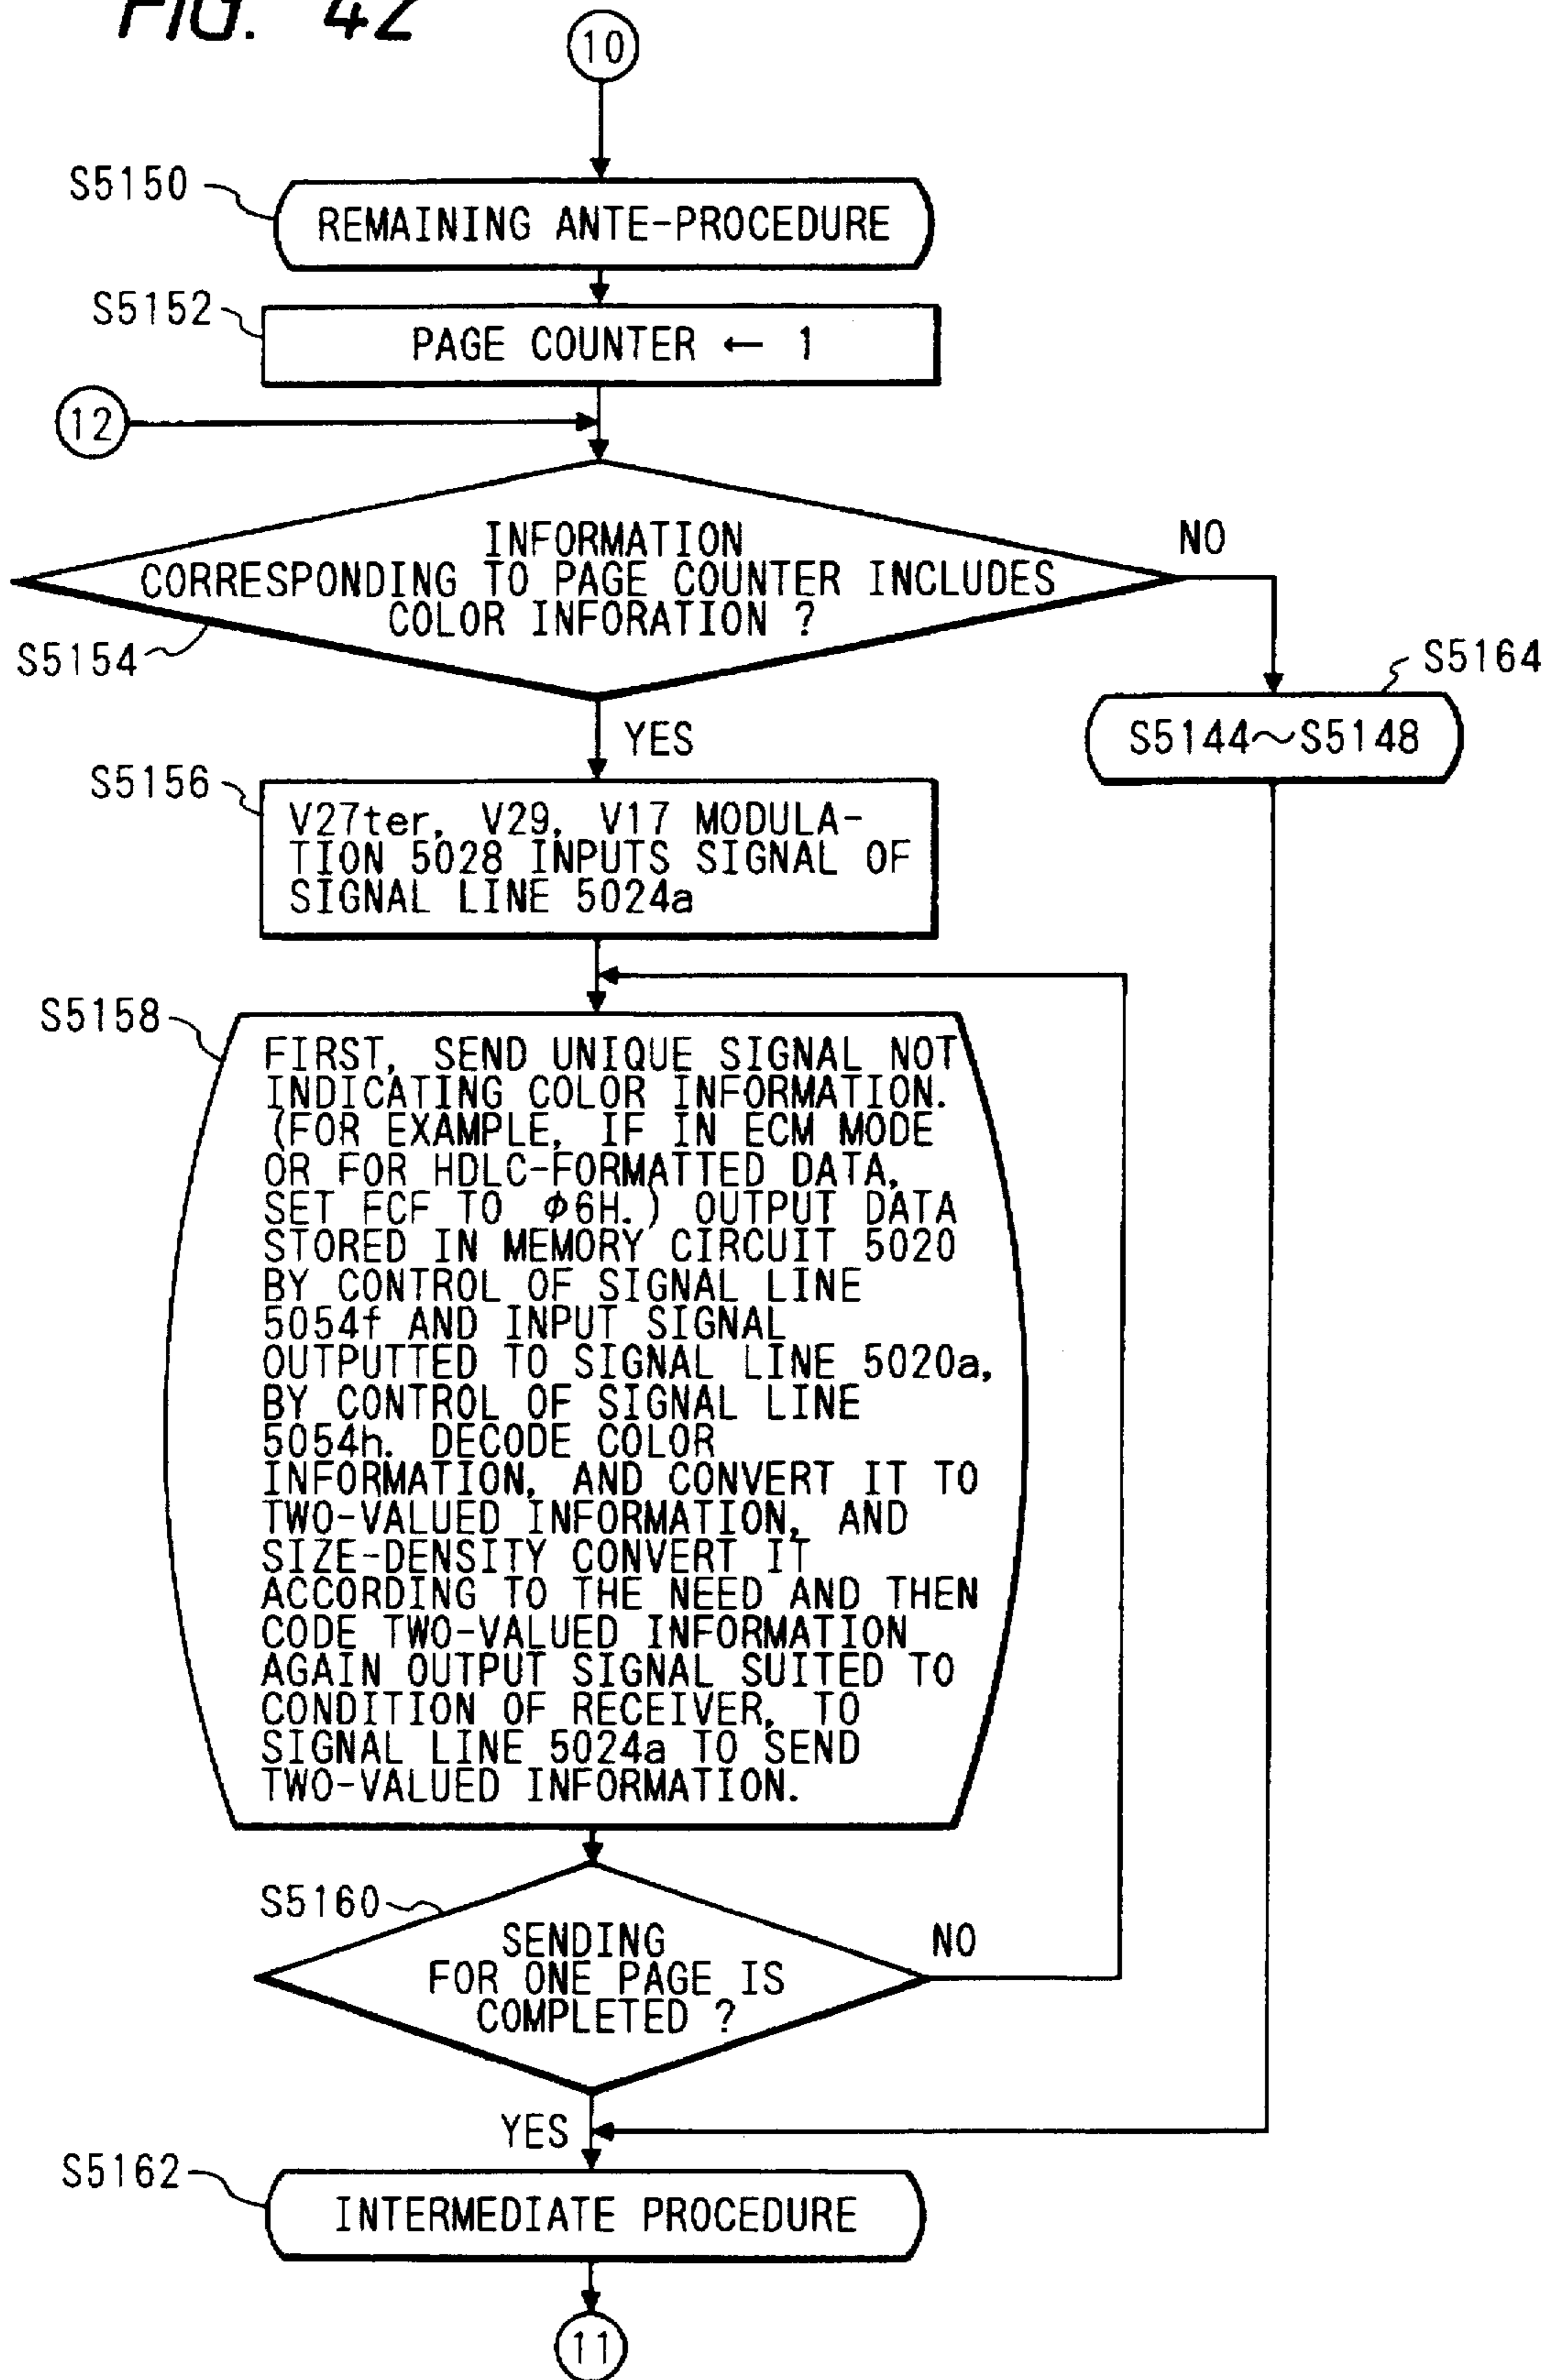 FIG. 42
10
S5150
REMAINING ANTE-PROCEDURE
S5152
PAGE COUNTER ← 1
12
INFORMATION
CORRESPONDING TO PAGE COUNTER INCLUDES
COLOR INFORATION ?
NO
S5154
S5164
S5144~S5148
YES
S5156
V27ter, V29, V17 MODULA-
TION 5028 INPUTS SIGNAL OF
SIGNAL LINE 5024a
S5158
FIRST, SEND UNIQUE SIGNAL NOT
INDICATING COLOR INFORMATION.
(FOR EXAMPLE, IF IN ECM MODE
OR FOR HDLC-FORMATTED DATA,
SET FCF TO φ6H.) OUTPUT DATA
STORED IN MEMORY CIRCUIT 5020
BY CONTROL OF SIGNAL LINE
5054f AND INPUT SIGNAL
OUTPUTTED TO SIGNAL LINE 5020a,
BY CONTROL OF SIGNAL LINE
5054h. DECODE COLOR
INFORMATION, AND CONVERT IT TO
TWO-VALUED INFORMATION, AND
SIZE-DENSITY CONVERT IT
ACCORDING TO THE NEED AND THEN
CODE TWO-VALUED INFORMATION
AGAIN OUTPUT SIGNAL SUITED TO
CONDITION OF RECEIVER, TO
SIGNAL LINE 5024a TO SEND
TWO-VALUED INFORMATION.
S5160
SENDING
FOR ONE PAGE IS
COMPLETED ?
NO
YES
S5162
INTERMEDIATE PROCEDURE
11